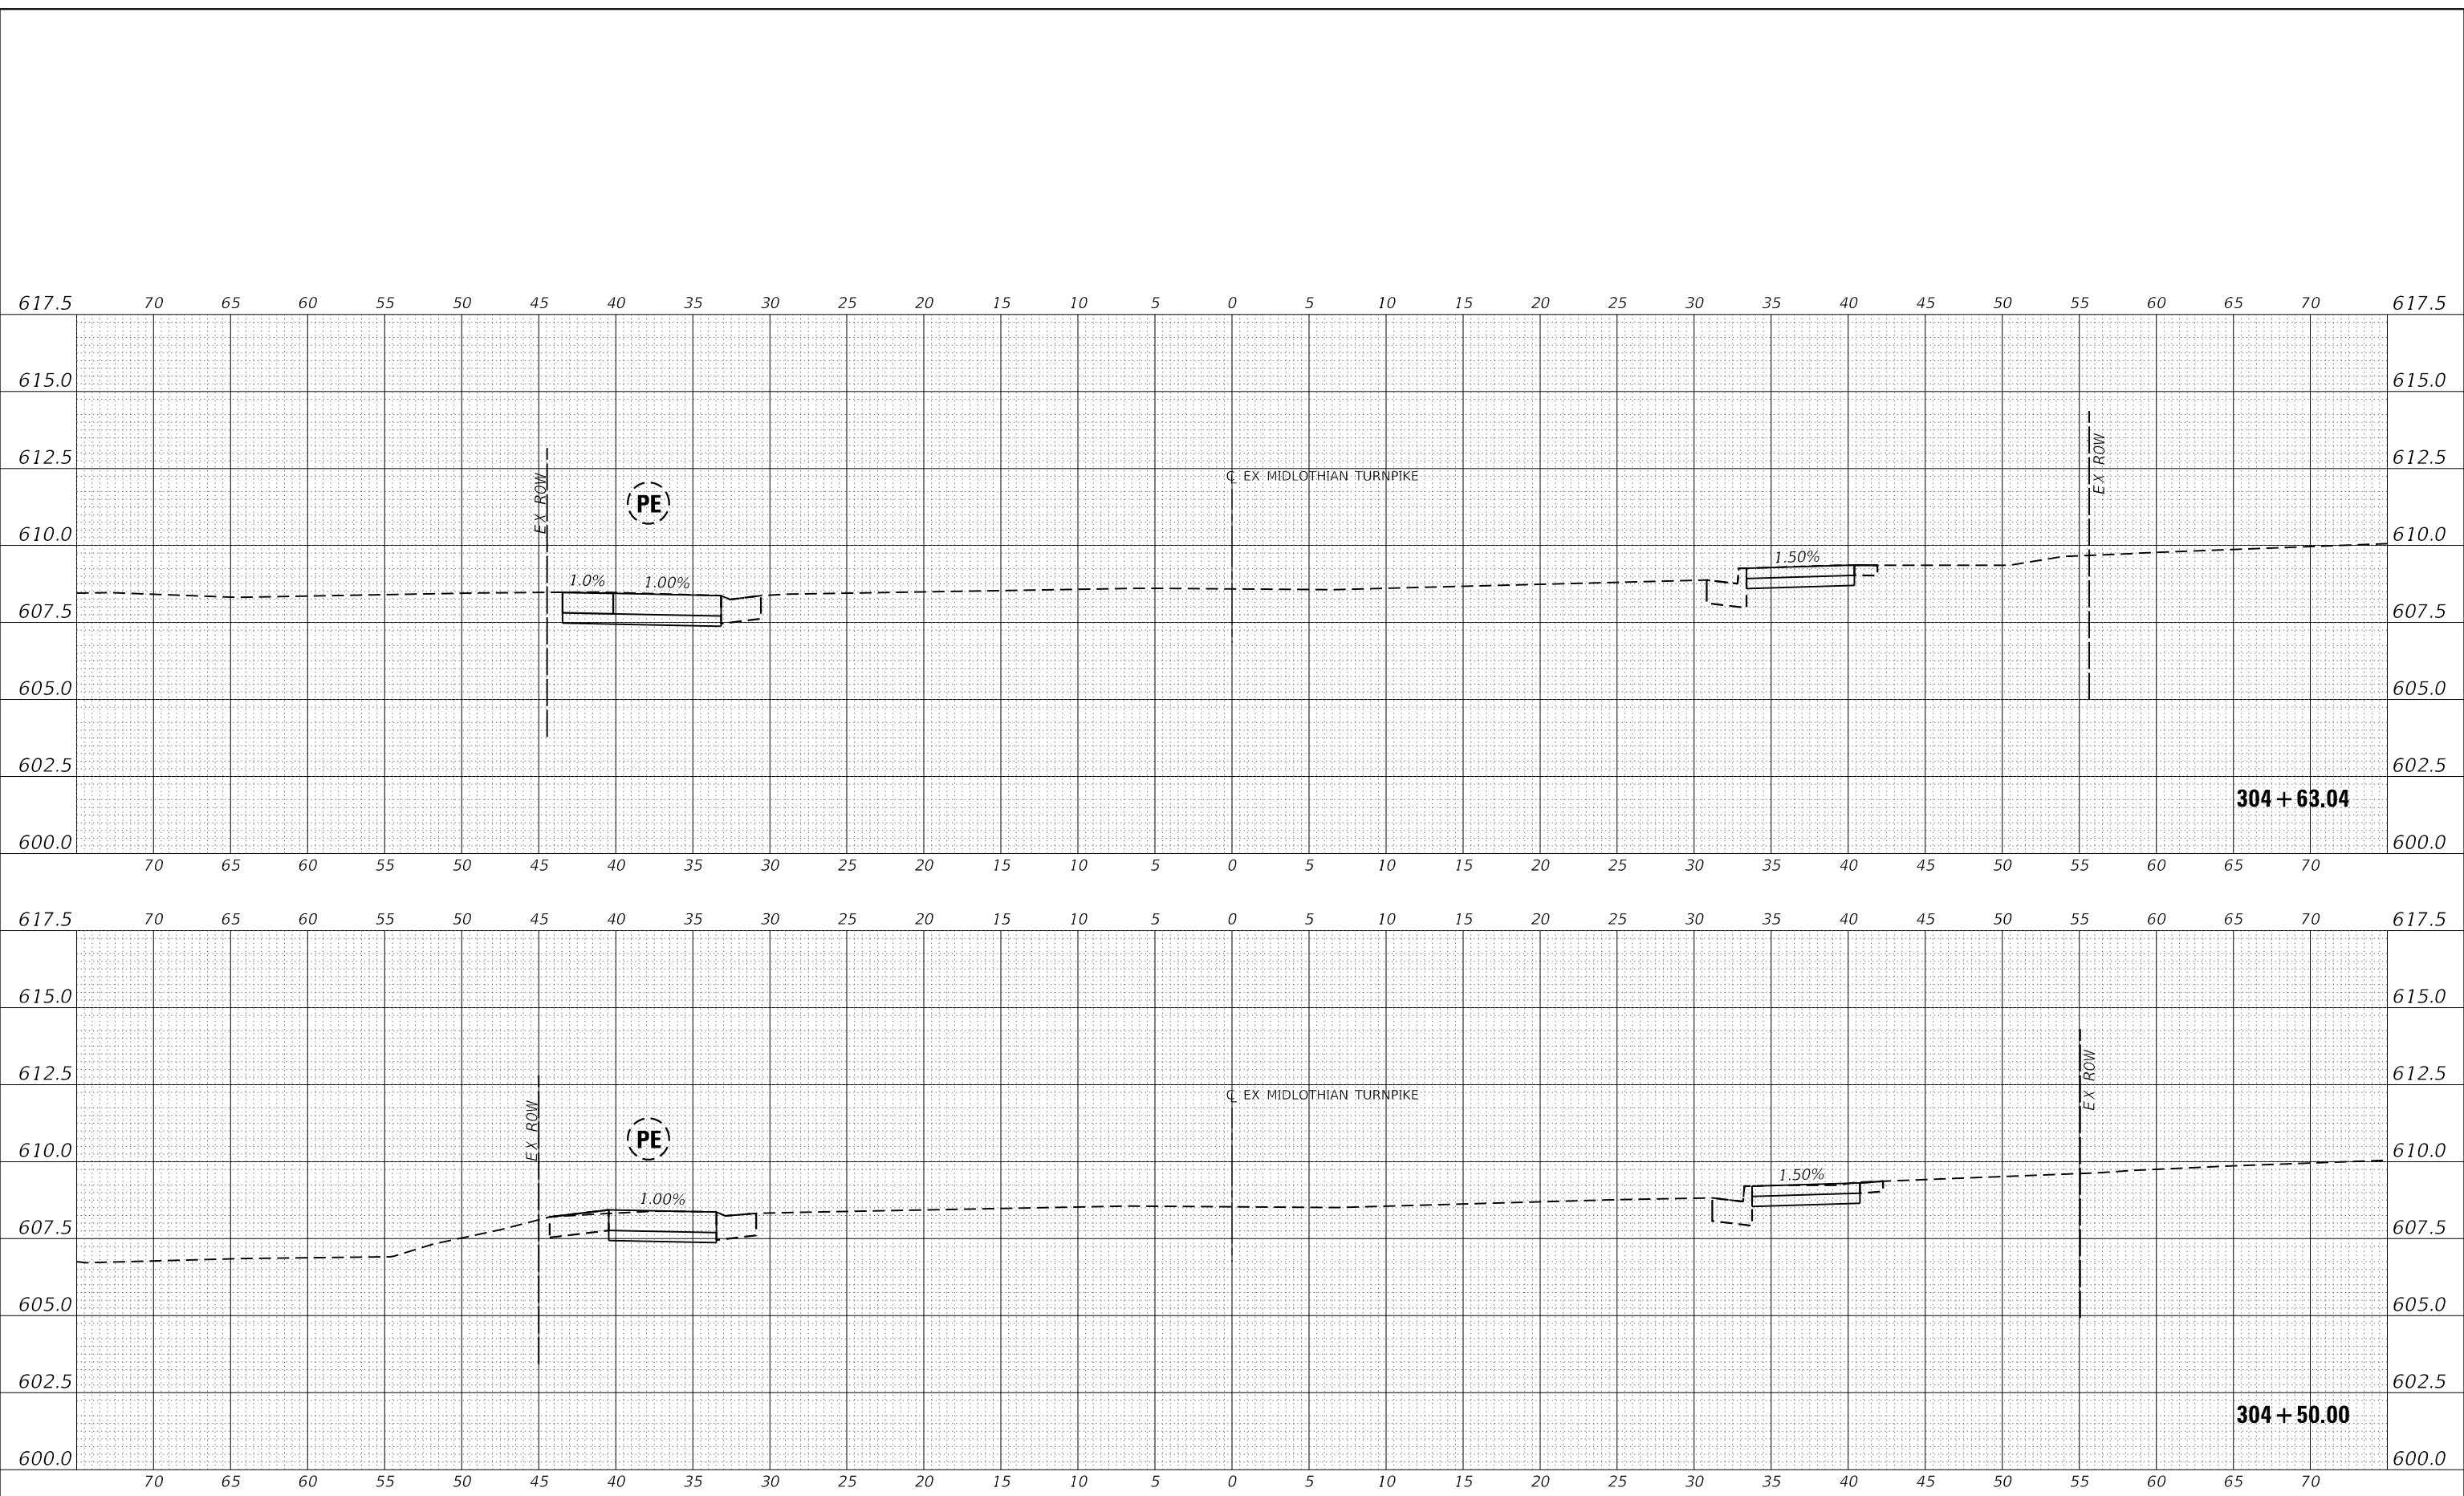 617.5 70 65 60 55 50 45 40 35 30 25 20 15 10 5 0 5 10 15 20 25 30 35 40 45 50 55 60 65 70 617.5
615.0 615.0
612.5 612.5
EX ROW
EX ROW
℄ EX MIDLOTHIAN TURNPIKE
PE
610.0 610.0
1.50%
1.0% 1.00%
607.5 607.5
605.0 605.0
602.5 602.5
304+63.04
600.0 600.0
70 65 60 55 50 45 40 35 30 25 20 15 10 5 0 5 10 15 20 25 30 35 40 45 50 55 60 65 70
617.5 70 65 60 55 50 45 40 35 30 25 20 15 10 5 0 5 10 15 20 25 30 35 40 45 50 55 60 65 70 617.5
615.0 615.0
612.5 612.5
EX ROW
℄ EX MIDLOTHIAN TURNPIKE
EX ROW
PE
610.0 610.0
1.50%
1.00%
607.5 607.5
605.0 605.0
602.5 602.5
304+50.00
600.0 600.0
70 65 60 55 50 45 40 35 30 25 20 15 10 5 0 5 10 15 20 25 30 35 40 45 50 55 60 65 70